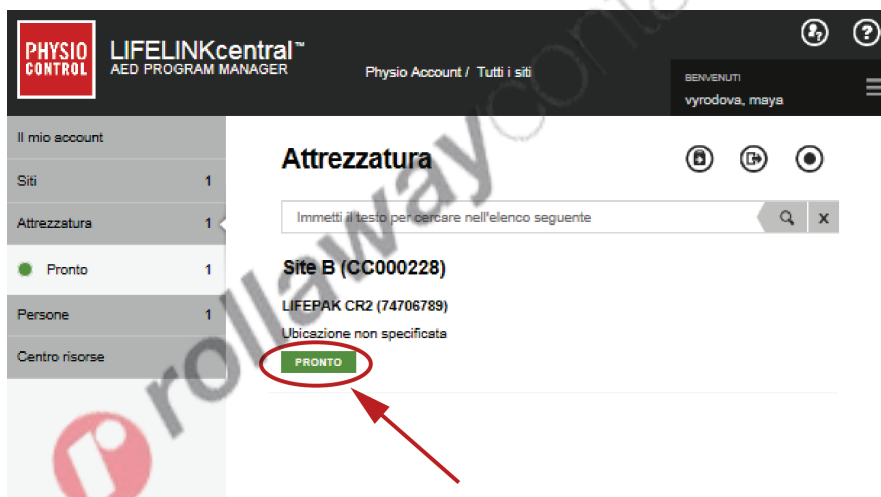 PHYSIO
CONTROL
LIFELINKcentral™
AED PROGRAM MANAGER
Physio Account / Tutti i siti
BENVENUTI
vyrodova, maya
Il mio account
Siti 1
Attrezzatura 1
Pronto 1
Persone 1
Centro risorse
Attrezzatura
Immetti il testo per cercare nell'elenco seguente
x
Site B (CC000228)
LIFEPAK CR2 (74706789)
Ubicazione non specificata
PRONTO
rollawayconta